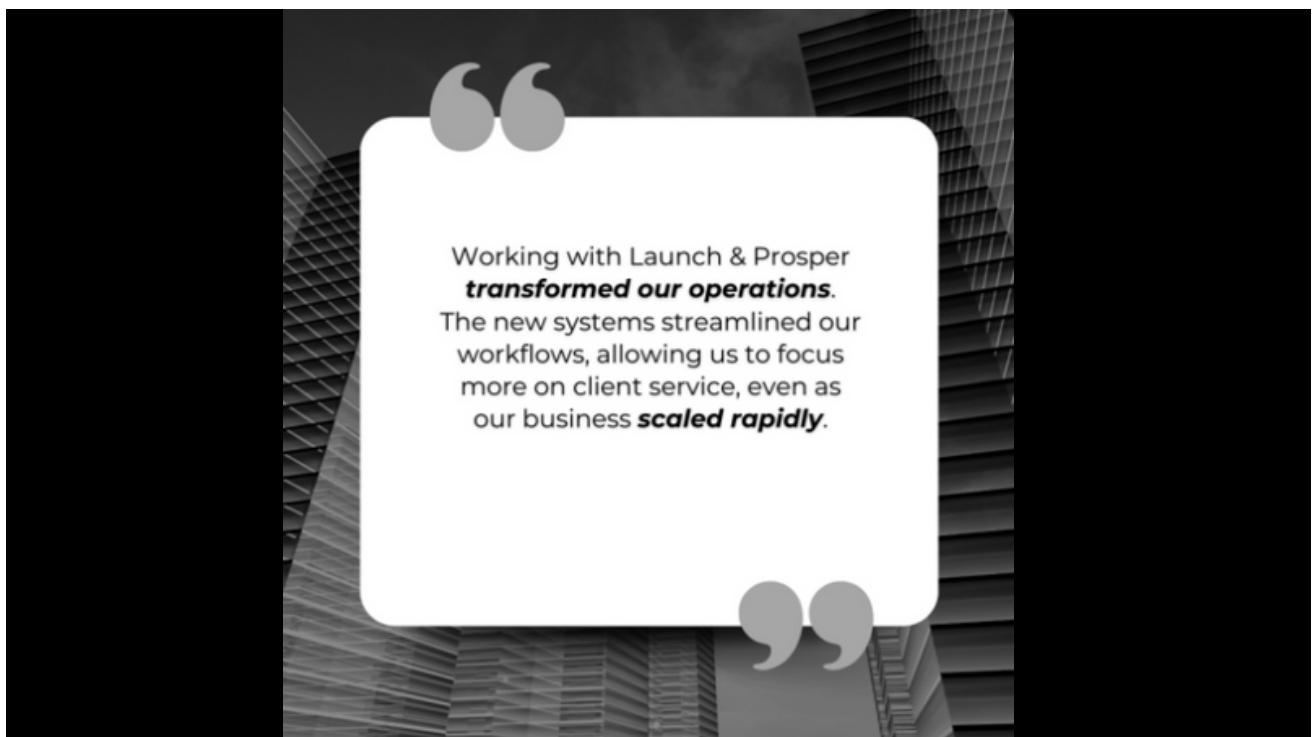 Working with Launch & Prosper
transformed our operations.
The new systems streamlined our
workflows, allowing us to focus
more on client service, even as
our business scaled rapidly.